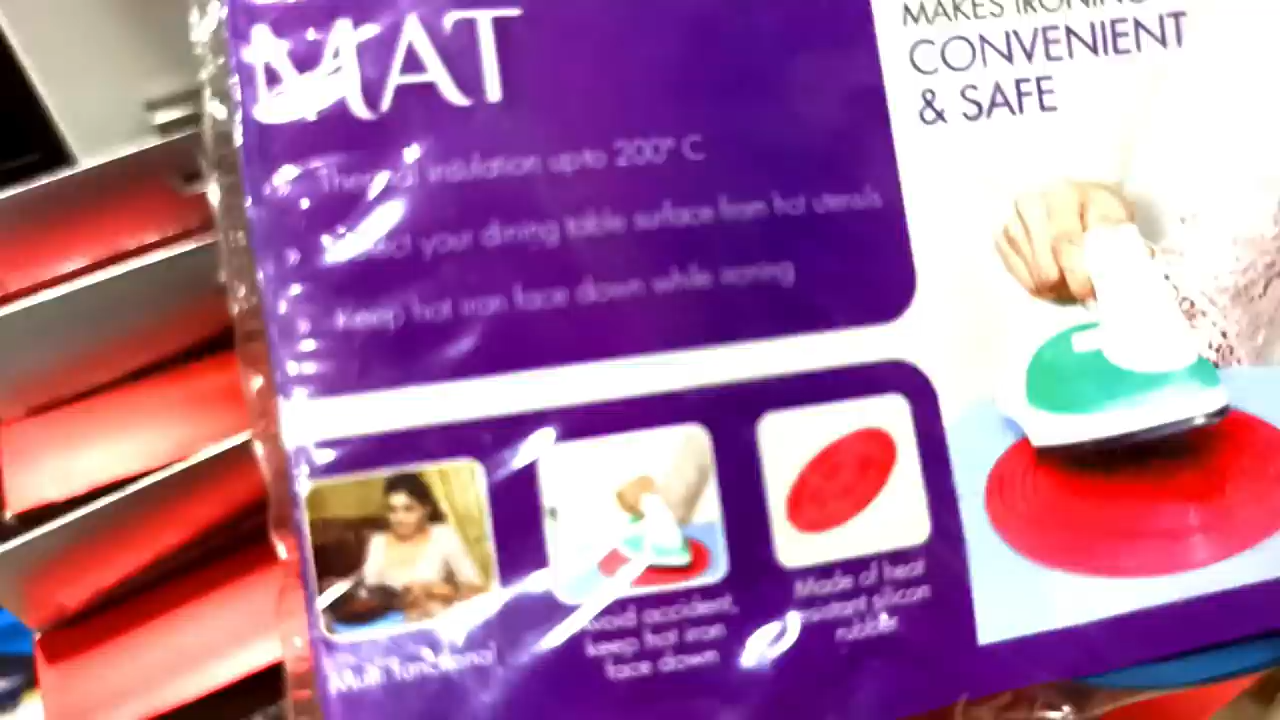 MAT
Thermal insulation upto 200° C
your dining table surface from hot utensils
Keep hot iron face down while ironing
MAKES IRONING
CONVENIENT
& SAFE
Multi functional
Avoid accident,
keep hot iron
face down
Made of heat
resistant silicon
rubber